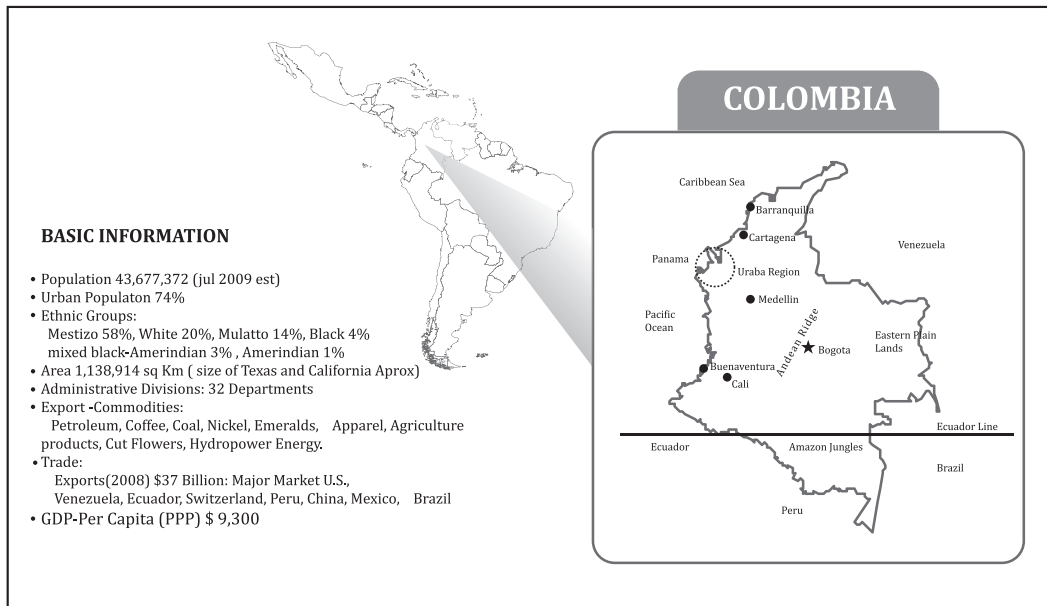 COLOMBIA
BASIC INFORMATION
• Population 43,677,372 (jul 2009 est)
• Urban Populaton 74%
• Ethnic Groups:
Mestizo 58%, White 20%, Mulatto 14%, Black 4%
mixed black-Amerindian 3% , Amerindian 1%
• Area 1,138,914 sq Km ( size of Texas and California Aprox)
• Administrative Divisions: 32 Departments
• Export -Commodities:
Petroleum, Coffee, Coal, Nickel, Emeralds, Apparel, Agriculture
products, Cut Flowers, Hydropower Energy.
• Trade:
Exports(2008) $37 Billion: Major Market U.S.,
Venezuela, Ecuador, Switzerland, Peru, China, Mexico, Brazil
• GDP-Per Capita (PPP) $ 9,300
Caribbean Sea
Barranquilla
Cartagena
Venezuela
Panama
Uraba Region
Medellin
Pacific
Ocean
Andean Ridge
Eastern Plain
Lands
Bogota
Buenaventura
Cali
Ecuador Line
Ecuador
Amazon Jungles
Brazil
Peru